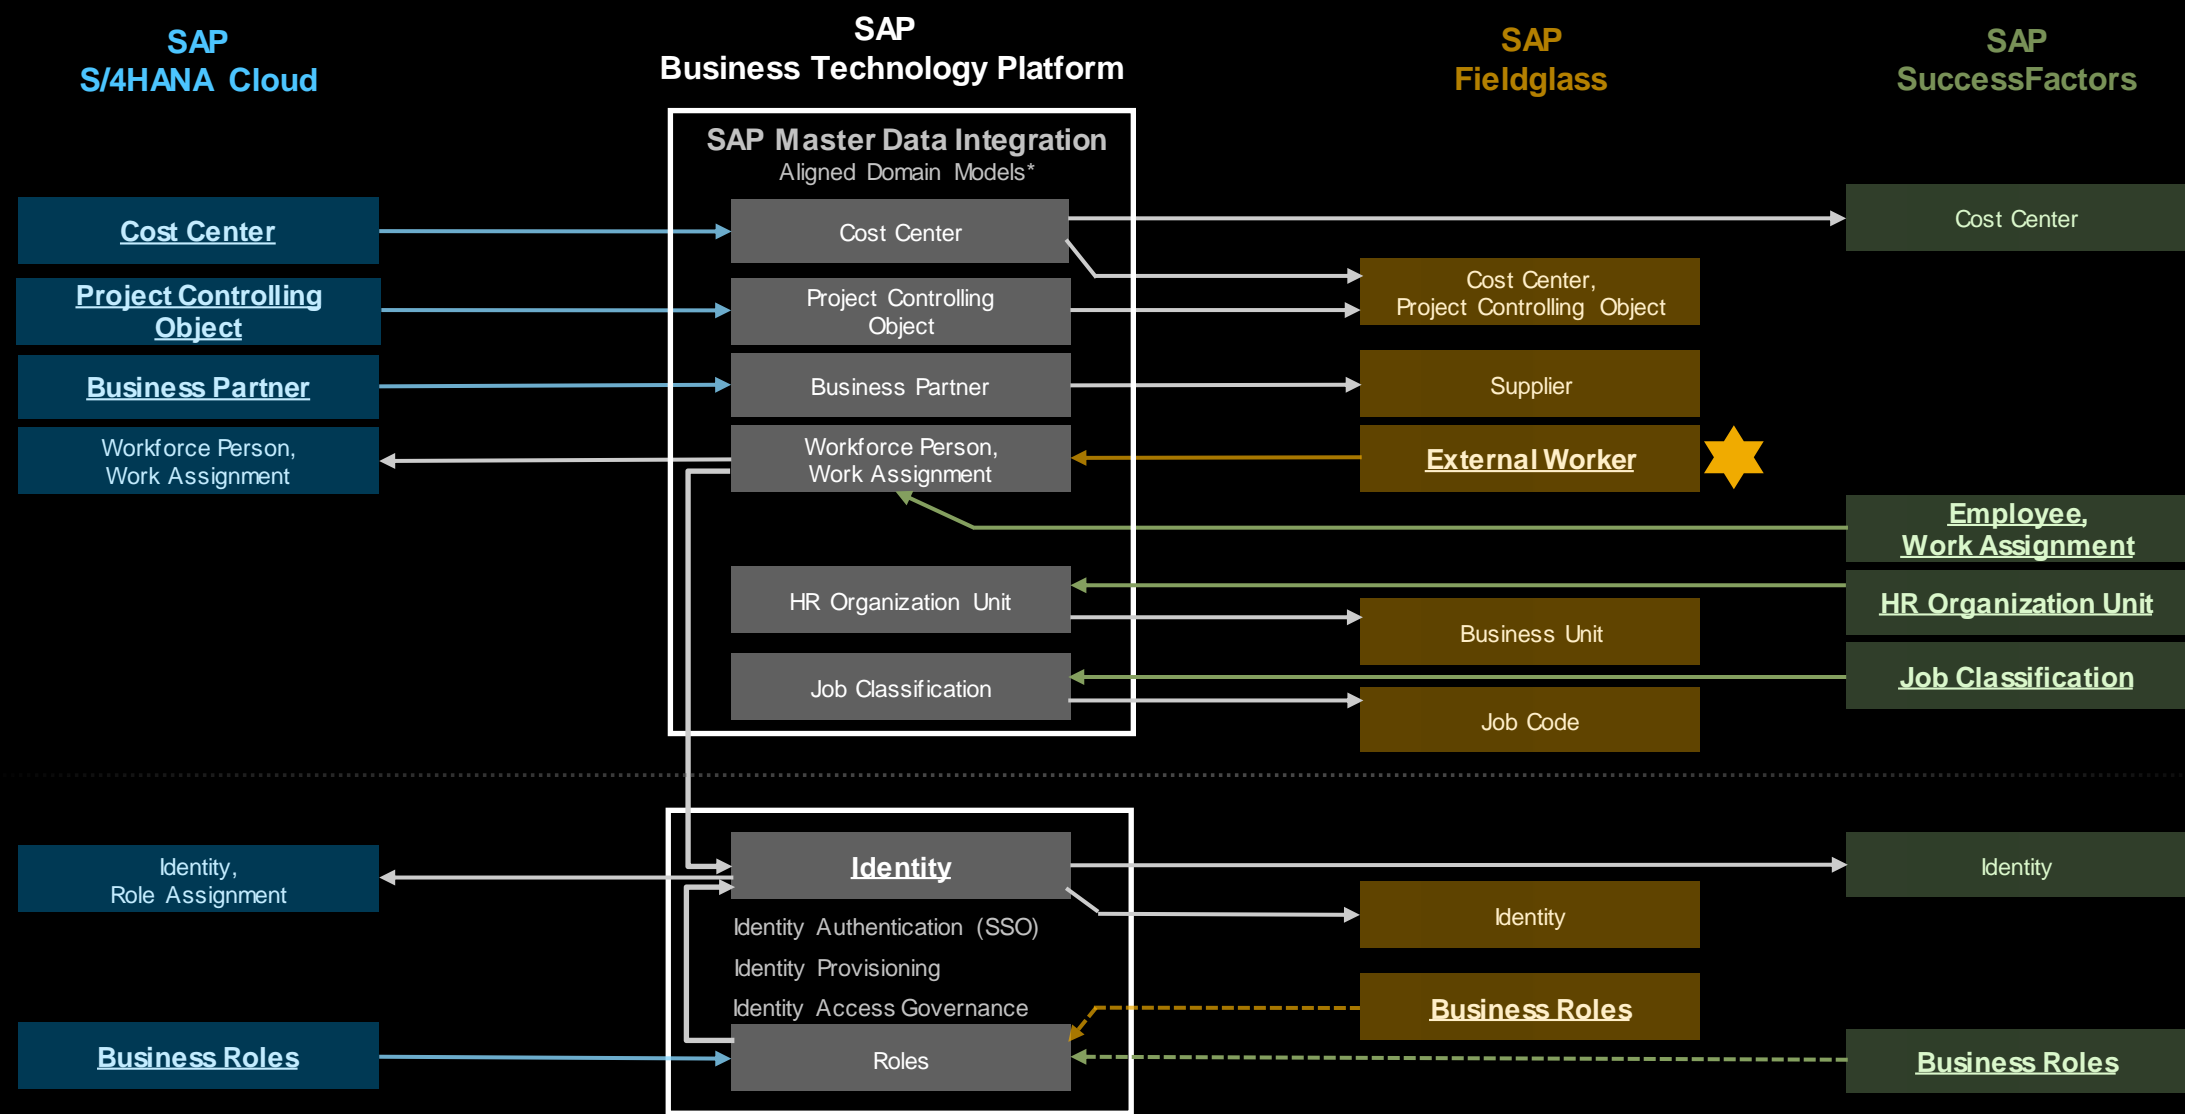 SAP
S/4HANA Cloud
SAP
Business Technology Platform
SAP
Fieldglass
SAP
SuccessFactors
SAP Master Data Integration
Aligned Domain Models*
Cost Center
Cost Center
Cost Center
Project Controlling
Object
Project Controlling
Object
Cost Center,
Project Controlling Object
Business Partner
Business Partner
Supplier
Workforce Person,
Work Assignment
Workforce Person,
Work Assignment
External Worker
Employee,
Work Assignment
HR Organization Unit
Business Unit
HR Organization Unit
Job Classification
Job Code
Job Classification
Identity,
Role Assignment
Identity
Identity
Identity
Identity Authentication (SSO)
Identity Provisioning
Identity Access Governance
Business Roles
Business Roles
Roles
Business Roles